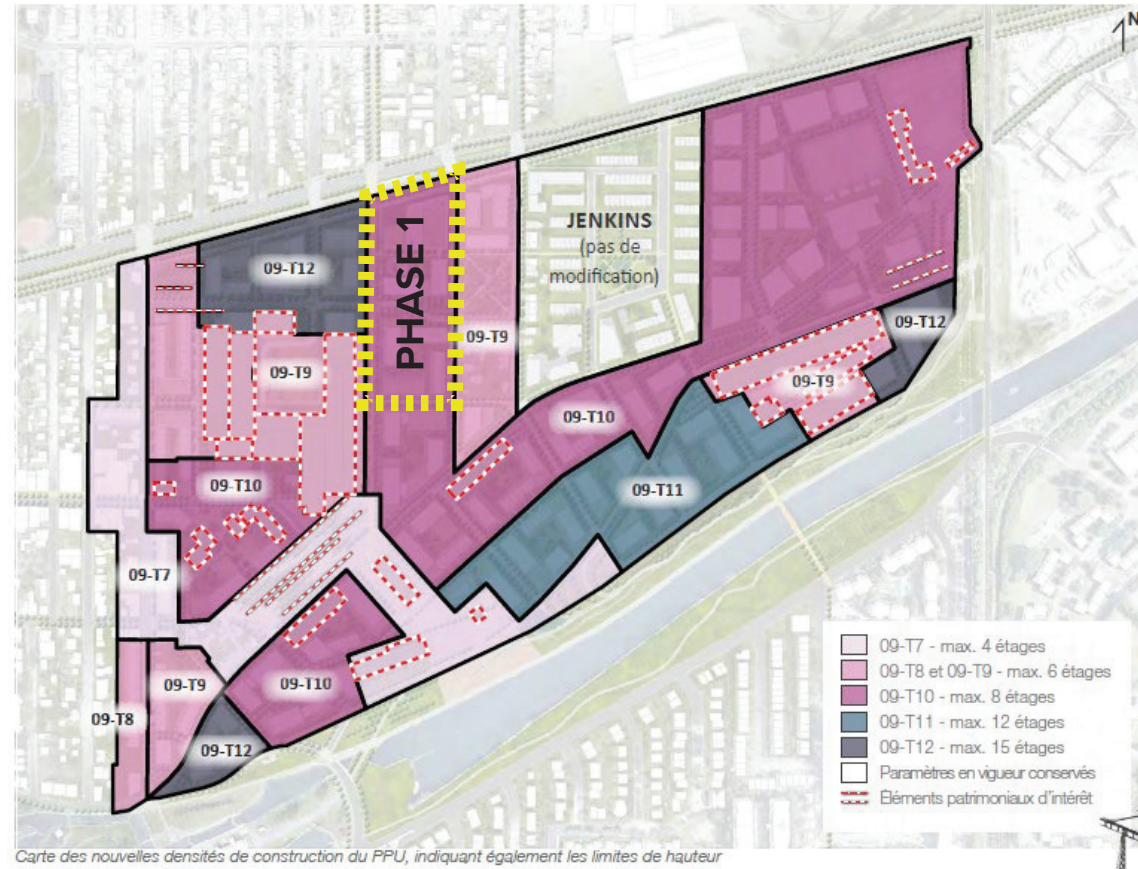 N
JENKINS
(pas de
modification)
09-T12
PHASE 1
09-T9
09-T12
09-T9
09-T9
09-T10
09-T10
09-T11
09-T7
09-T9
09-T10
09-T8
09-T12
09-T7 - max. 4 étages
09-T8 et 09-T9 - max. 6 étages
09-T10 - max. 8 étages
09-T11 - max. 12 étages
09-T12 - max. 15 étages
Paramètres en vigueur conservés
Éléments patrimoniaux d'intérêt
Carte des nouvelles densités de construction du PPU, indiquant également les limites de hauteur